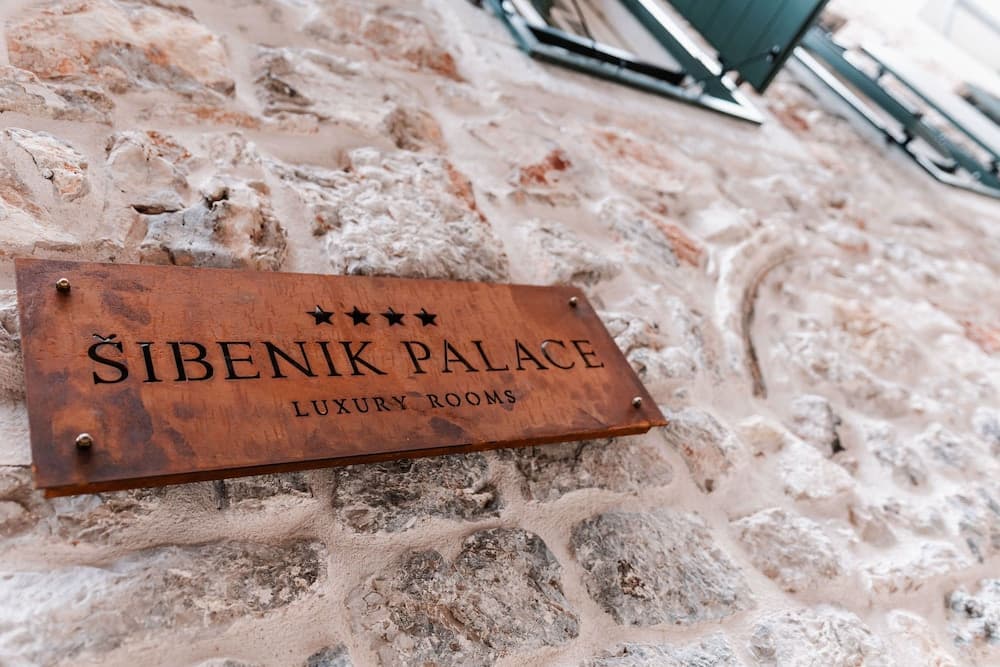 ★★★★
ŠIBENIK PALACE
LUXURY ROOMS